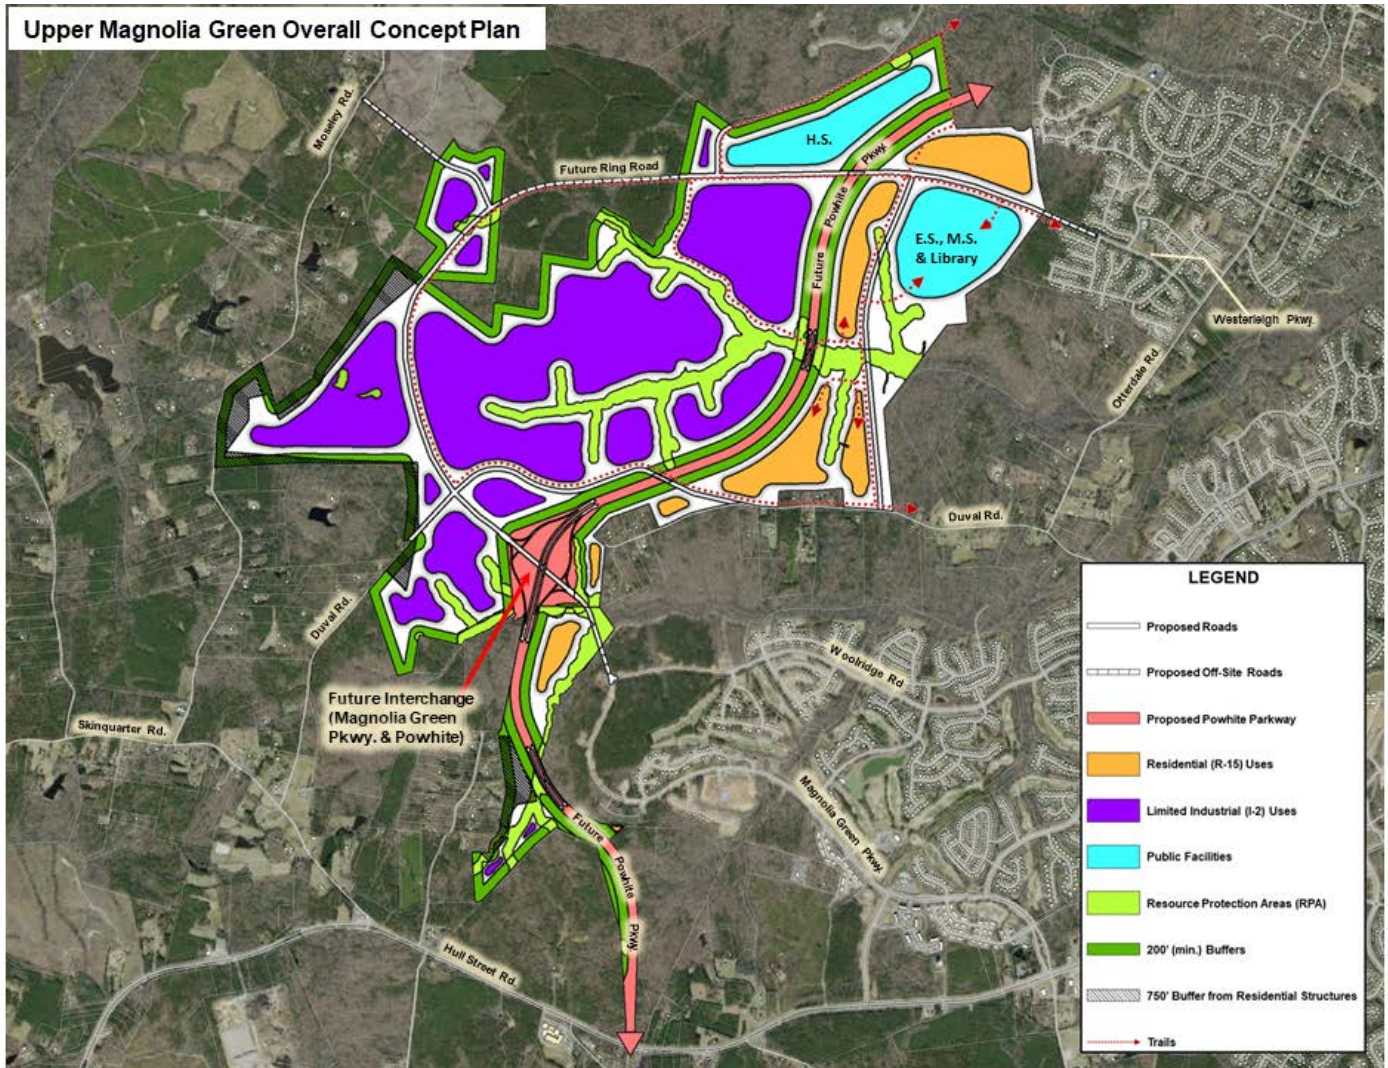 Upper Magnolia Green Overall Concept Plan
Moseley Rd.
Future Ring Road
H.S.
Future Powhite Pkwy.
E.S., M.S.
& Library
Westerleigh Pkwy.
Otterdale Rd.
Duval Rd.
Duval Rd.
Future Interchange
(Magnolia Green
Pkwy. & Powhite)
Skinquarter Rd.
Woolridge Rd
Magnolia Green Pkwy.
Future Powhite Pkwy.
Hull Street Rd.
LEGEND
Proposed Roads
Proposed Off-Site Roads
Proposed Powhite Parkway
Residential (R-15) Uses
Limited Industrial (I-2) Uses
Public Facilities
Resource Protection Areas (RPA)
200' (min.) Buffers
750' Buffer from Residential Structures
Trails